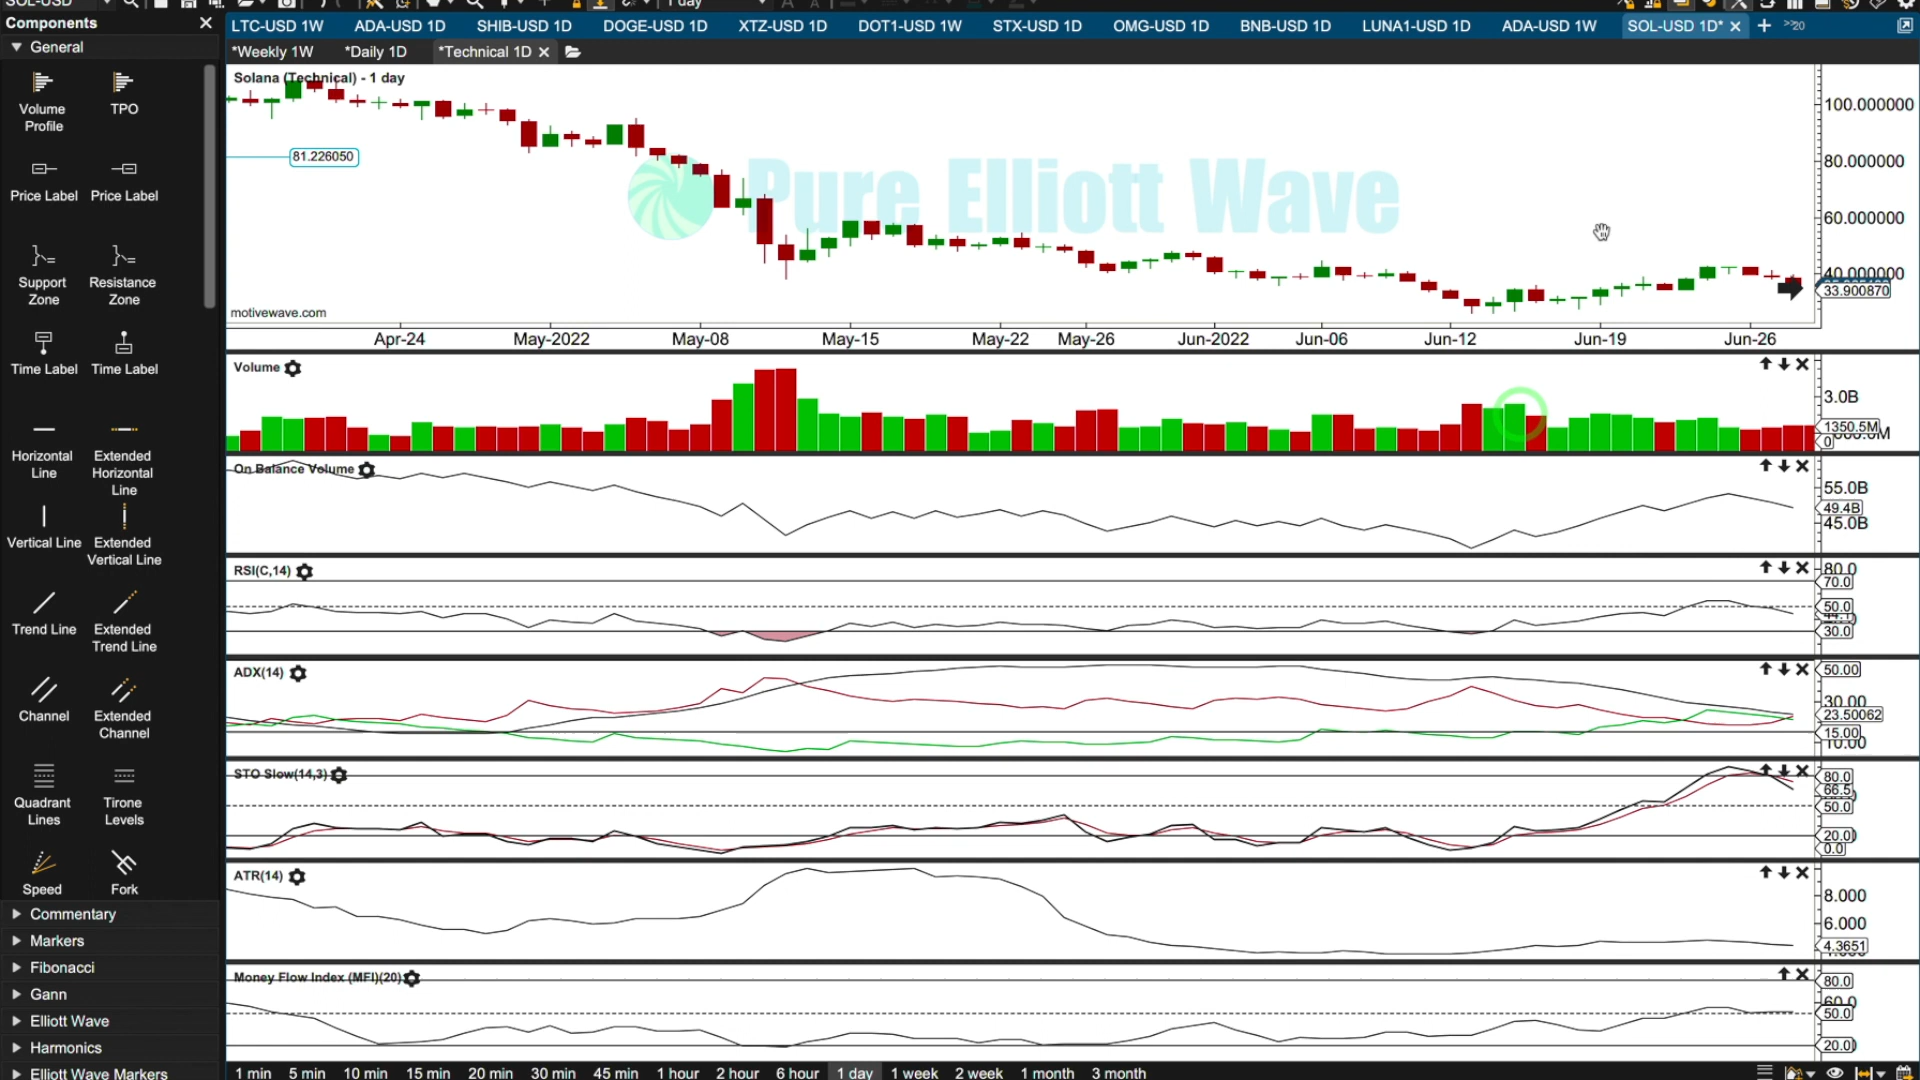 SOL-USD
1 day
Components
General
Volume Profile
TPO
Price Label
Price Label
Support Zone
Resistance Zone
Time Label
Time Label
Horizontal Line
Extended Horizontal Line
Vertical Line
Extended Vertical Line
Trend Line
Extended Trend Line
Channel
Extended Channel
Quadrant Lines
Tirone Levels
Speed
Fork
Commentary
Markers
Fibonacci
Gann
Elliott Wave
Harmonics
Elliott Wave Markers
LTC-USD 1W
ADA-USD 1D
SHIB-USD 1D
DOGE-USD 1D
XTZ-USD 1D
DOT1-USD 1W
STX-USD 1D
OMG-USD 1D
BNB-USD 1D
LUNA1-USD 1D
ADA-USD 1W
SOL-USD 1D*
20
*Weekly 1W
*Daily 1D
*Technical 1D
Solana (Technical) - 1 day
Pure Elliott Wave
81.226050
motivewave.com
100.000000
80.000000
60.000000
40.000000
33.900870
Apr-24
May-2022
May-08
May-15
May-22
May-26
Jun-2022
Jun-06
Jun-12
Jun-19
Jun-26
Volume
3.0B
1350.5M
0
On Balance Volume
55.0B
49.4B
45.0B
RSI(C,14)
80.0
70.0
50.0
30.0
ADX(14)
50.00
30.00
23.50062
15.00
10.00
STO Slow(14,3)
80.0
66.5
50.0
20.0
0.0
ATR(14)
8.000
6.000
4.3651
Money Flow Index (MFI)(20)
80.0
60.0
50.0
20.0
1 min 5 min 10 min 15 min 20 min 30 min 45 min 1 hour 2 hour 6 hour 1 day 1 week 2 week 1 month 3 month